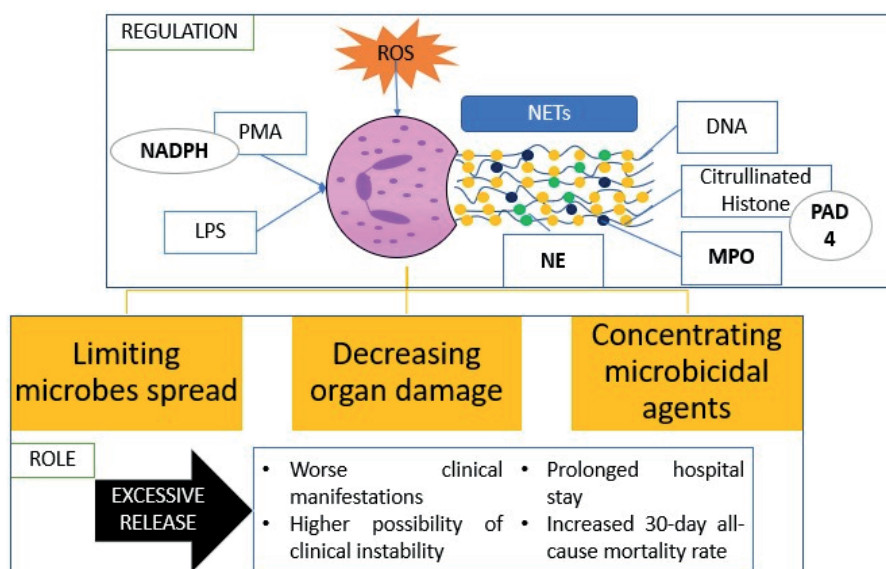 REGULATION
ROS
NETs
PMA
NADPH
LPS
DNA
Citrullinated
Histone
PAD
4
NE
MPO
Limiting
microbes spread
Decreasing
organ damage
Concentrating
microbicidal
agents
ROLE
EXCESSIVE
RELEASE
• Worse clinical
manifestations
• Higher possibility of
clinical instability
• Prolonged hospital
stay
• Increased 30-day all-
cause mortality rate